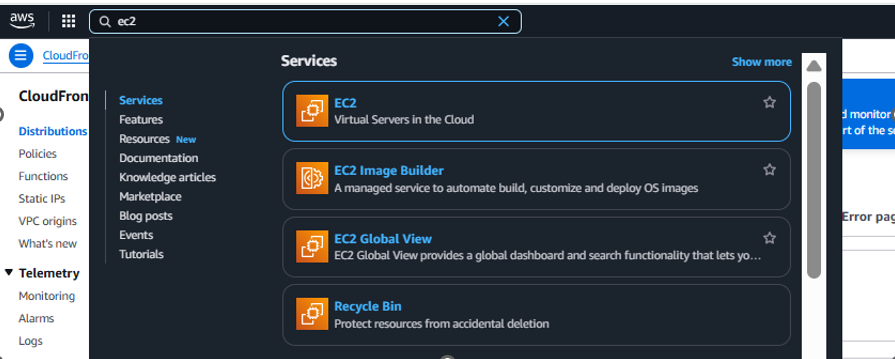 aws
ec2
CloudFro
CloudFron
Distributions
Policies
Functions
Static IPs
VPC origins
What's new
Telemetry
Monitoring
Alarms
Logs
Services
Features
Resources New
Documentation
Knowledge articles
Marketplace
Blog posts
Events
Tutorials
Services
Show more
EC2
Virtual Servers in the Cloud
EC2 Image Builder
A managed service to automate build, customize and deploy OS images
EC2 Global View
EC2 Global View provides a global dashboard and search functionality that lets yo...
Recycle Bin
Protect resources from accidental deletion
d monitor
rt of the se
Error pag